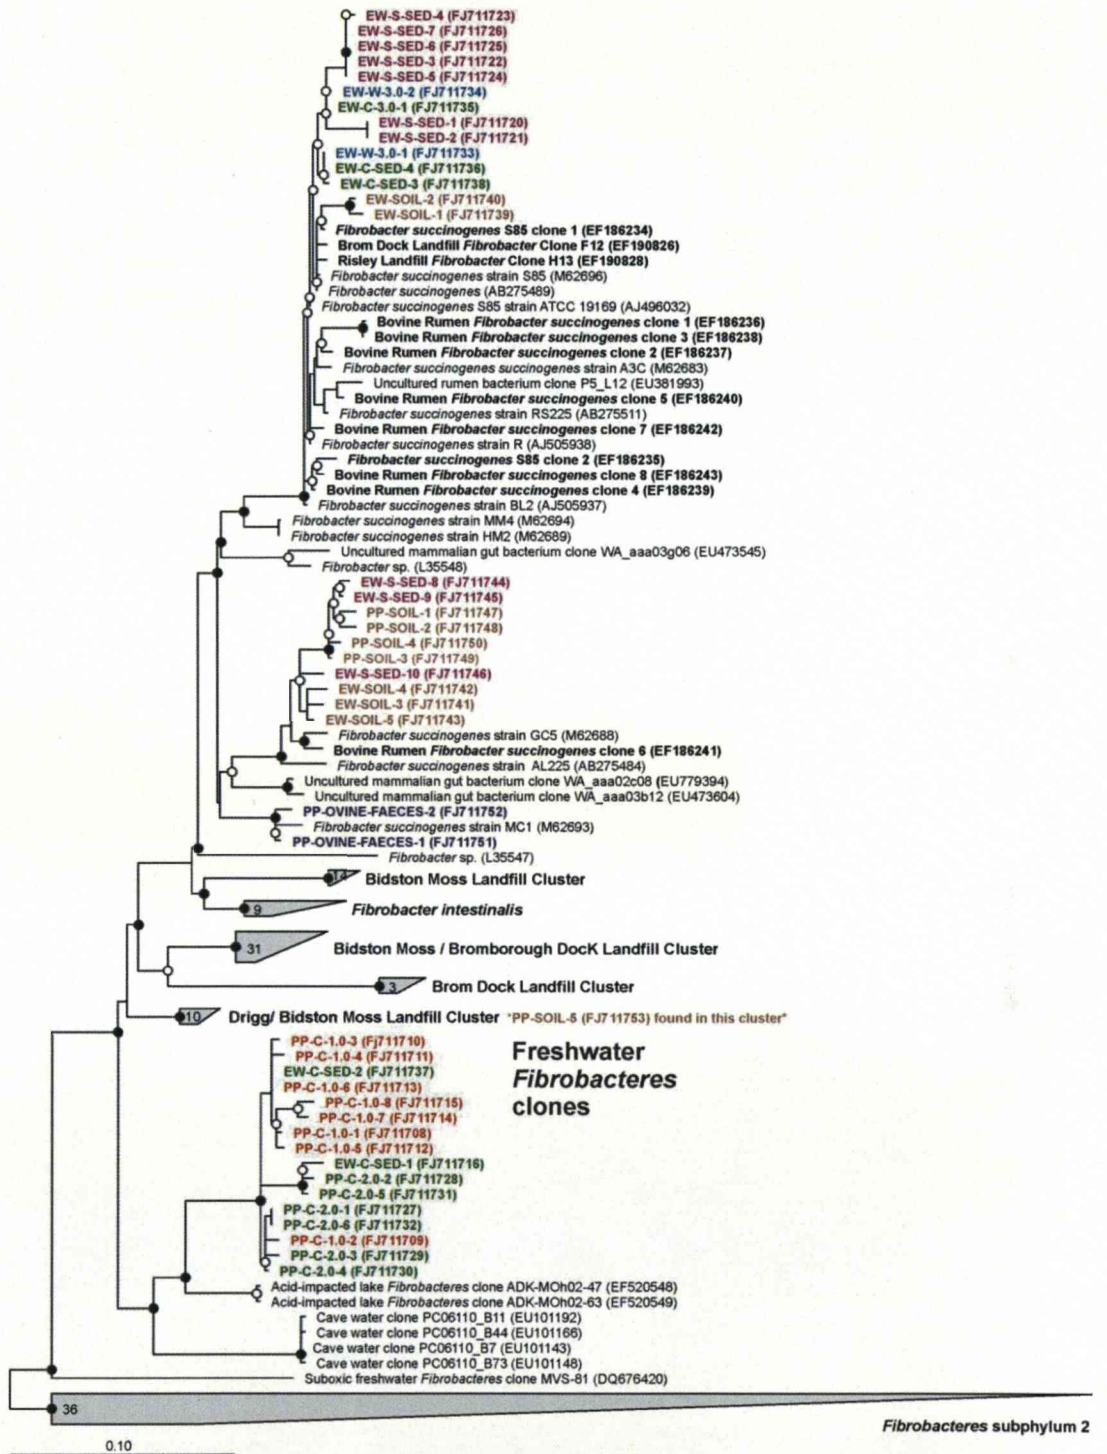 EW-S-SED-4 (FJ711723)
EW-S-SED-7 (FJ711726)
EW-S-SED-6 (FJ711725)
EW-S-SED-3 (FJ711722)
EW-S-SED-5 (FJ711724)
EW-W-3.0-2 (FJ711734)
EW-C-3.0-1 (FJ711735)
EW-S-SED-1 (FJ711720)
EW-S-SED-2 (FJ711721)
EW-W-3.0-1 (FJ711733)
EW-C-SED-4 (FJ711736)
EW-C-SED-3 (FJ711738)
EW-SOIL-2 (FJ711740)
EW-SOIL-1 (FJ711739)
Fibrobacter succinogenes S85 clone 1 (EF186234)
Brom Dock Landfill Fibrobacter Clone F12 (EF190826)
Risley Landfill Fibrobacter Clone H13 (EF190828)
Fibrobacter succinogenes strain S85 (M62696)
Fibrobacter succinogenes (AB275489)
Fibrobacter succinogenes S85 strain ATCC 19169 (AJ496032)
Bovine Rumen Fibrobacter succinogenes clone 1 (EF186236)
Bovine Rumen Fibrobacter succinogenes clone 3 (EF186238)
Bovine Rumen Fibrobacter succinogenes clone 2 (EF186237)
Fibrobacter succinogenes succinogenes strain A3C (M62683)
Uncultured rumen bacterium clone P5_L12 (EU381993)
Bovine Rumen Fibrobacter succinogenes clone 5 (EF186240)
Fibrobacter succinogenes strain RS225 (AB275511)
Bovine Rumen Fibrobacter succinogenes clone 7 (EF186242)
Fibrobacter succinogenes strain R (AJ505938)
Fibrobacter succinogenes S85 clone 2 (EF186235)
Bovine Rumen Fibrobacter succinogenes clone 8 (EF186243)
Bovine Rumen Fibrobacter succinogenes clone 4 (EF186239)
Fibrobacter succinogenes strain BL2 (AJ505937)
Fibrobacter succinogenes strain MM4 (M62694)
Fibrobacter succinogenes strain HM2 (M62689)
Uncultured mammalian gut bacterium clone WA_aaa03g06 (EU473545)
Fibrobacter sp. (L35548)
EW-S-SED-8 (FJ711744)
EW-S-SED-9 (FJ711745)
PP-SOIL-1 (FJ711747)
PP-SOIL-2 (FJ711748)
PP-SOIL-4 (FJ711750)
PP-SOIL-3 (FJ711749)
EW-S-SED-10 (FJ711746)
EW-SOIL-4 (FJ711742)
EW-SOIL-3 (FJ711741)
EW-SOIL-5 (FJ711743)
Fibrobacter succinogenes strain GC5 (M62688)
Bovine Rumen Fibrobacter succinogenes clone 6 (EF186241)
Fibrobacter succinogenes strain AL225 (AB275484)
Uncultured mammalian gut bacterium clone WA_aaa02c08 (EU779394)
Uncultured mammalian gut bacterium clone WA_aaa03b12 (EU473604)
PP-OVINE-FAECES-2 (FJ711752)
Fibrobacter succinogenes strain MC1 (M62693)
PP-OVINE-FAECES-1 (FJ711751)
Fibrobacter sp. (L35547)
14 Bidston Moss Landfill Cluster
9 Fibrobacter intestinalis
31 Bidston Moss / Bromborough DocK Landfill Cluster
3 Brom Dock Landfill Cluster
10 Drigg/ Bidston Moss Landfill Cluster *PP-SOIL-5 (FJ711753) found in this cluster*
Freshwater
Fibrobacteres
clones
PP-C-1.0-3 (Fj711710)
PP-C-1.0-4 (FJ711711)
EW-C-SED-2 (FJ711737)
PP-C-1.0-6 (FJ711713)
PP-C-1.0-8 (FJ711715)
PP-C-1.0-7 (FJ711714)
PP-C-1.0-1 (FJ711708)
PP-C-1.0-5 (FJ711712)
EW-C-SED-1 (FJ711716)
PP-C-2.0-2 (FJ711728)
PP-C-2.0-5 (FJ711731)
PP-C-2.0-1 (FJ711727)
PP-C-2.0-6 (FJ711732)
PP-C-1.0-2 (FJ711709)
PP-C-2.0-3 (FJ711729)
PP-C-2.0-4 (FJ711730)
Acid-impacted lake Fibrobacteres clone ADK-MOh02-47 (EF520548)
Acid-impacted lake Fibrobacteres clone ADK-MOh02-63 (EF520549)
Cave water clone PC06110_B11 (EU101192)
Cave water clone PC06110_B44 (EU101166)
Cave water clone PC06110_B7 (EU101143)
Cave water clone PC06110_B73 (EU101148)
Suboxic freshwater Fibrobacteres clone MVS-81 (DQ676420)
36
Fibrobacteres subphylum 2
0.10